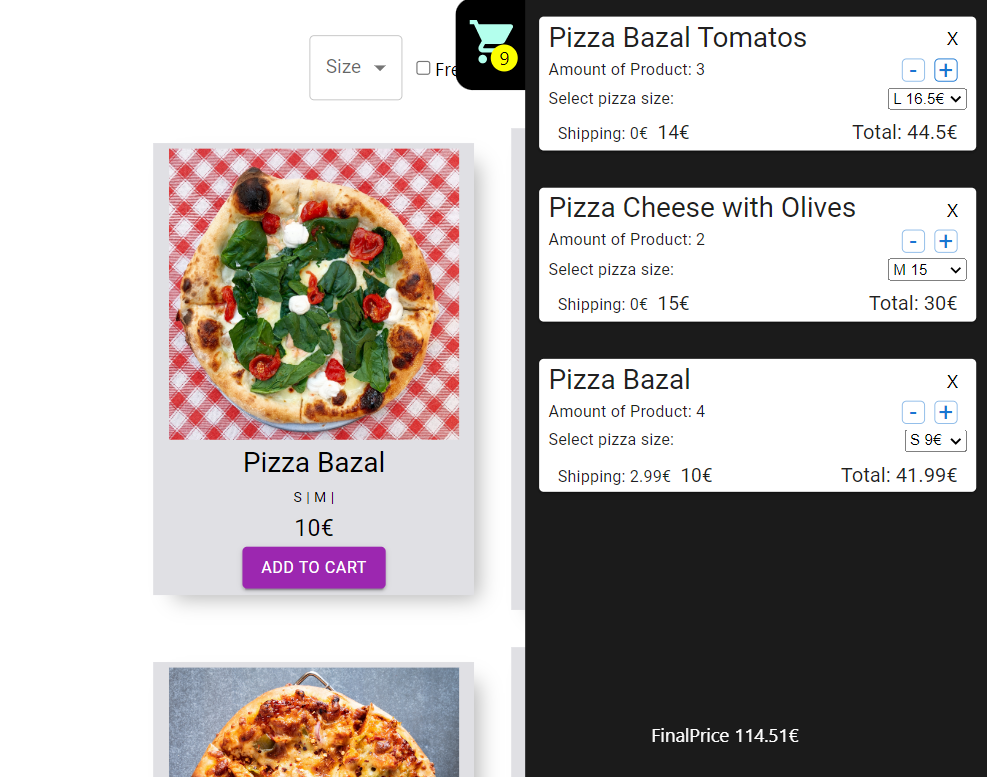 Size
Fre
9
Pizza Bazal
S | M |
10€
ADD TO CART
Pizza Bazal Tomatos
X
Amount of Product: 3
- +
Select pizza size:
L 16.5€
Shipping: 0€ 14€
Total: 44.5€
Pizza Cheese with Olives
X
Amount of Product: 2
- +
Select pizza size:
M 15
Shipping: 0€ 15€
Total: 30€
Pizza Bazal
X
Amount of Product: 4
- +
Select pizza size:
S 9€
Shipping: 2.99€ 10€
Total: 41.99€
FinalPrice 114.51€